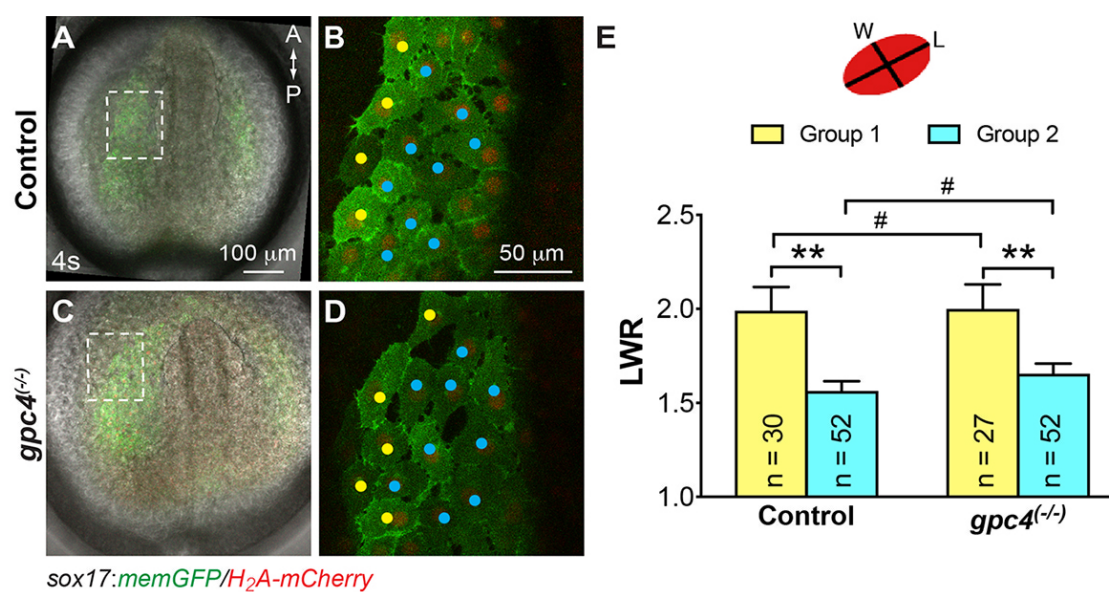 A
A
P
Control
4s
100 μm
B
50 μm
C
gpc4(-/-)
D
sox17:memGFP/H2A-mCherry
E
W
L
Group 1
Group 2
#
#
**
**
LWR
2.5
2.0
1.5
1.0
n = 30
n = 52
n = 27
n = 52
Control
gpc4(-/-)